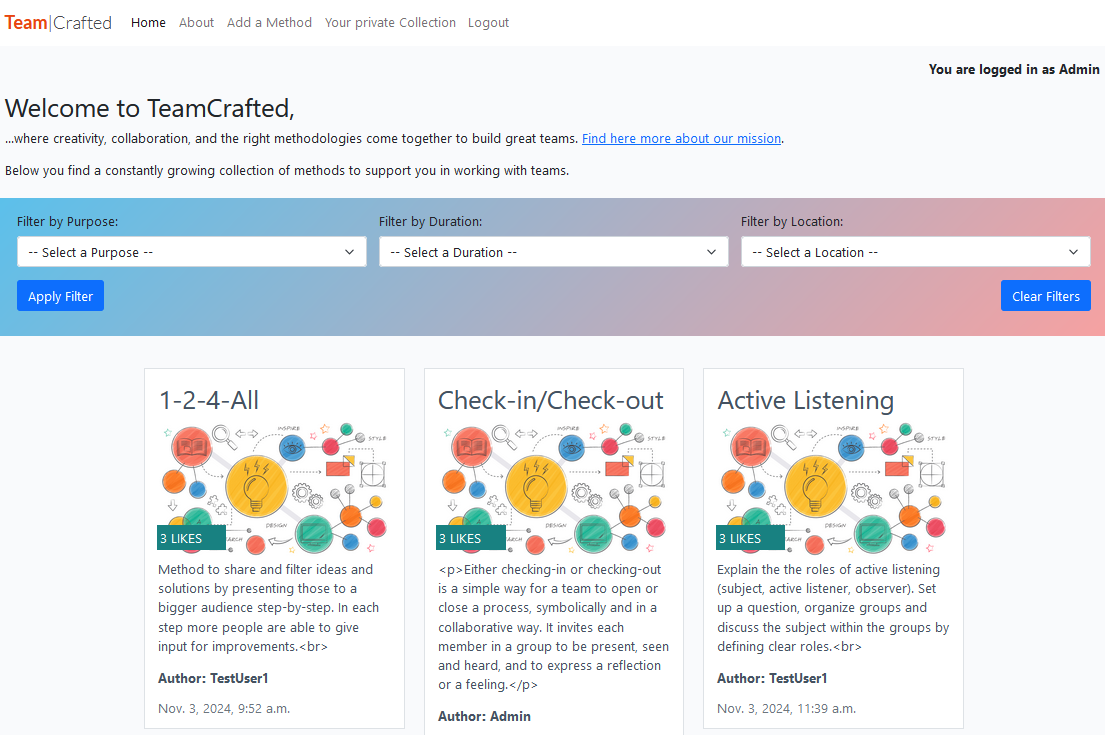 Team|Crafted Home About Add a Method Your private Collection Logout
You are logged in as Admin
Welcome to TeamCrafted,
...where creativity, collaboration, and the right methodologies come together to build great teams. Find here more about our mission.
Below you find a constantly growing collection of methods to support you in working with teams.
Filter by Purpose: Filter by Duration: Filter by Location:
-- Select a Purpose -- -- Select a Duration -- -- Select a Location --
Apply Filter Clear Filters
1-2-4-All
INSPIRE
STYLE
DESIGN
3 LIKES
Method to share and filter ideas and
solutions by presenting those to a
bigger audience step-by-step. In each
step more people are able to give
input for improvements.<br>
Author: TestUser1
Nov. 3, 2024, 9:52 a.m.
Check-in/Check-out
INSPIRE
STYLE
DESIGN
3 LIKES
<p>Either checking-in or checking-out
is a simple way for a team to open or
close a process, symbolically and in a
collaborative way. It invites each
member in a group to be present, seen
and heard, and to express a reflection
or a feeling.</p>
Author: Admin
Active Listening
INSPIRE
STYLE
DESIGN
3 LIKES
Explain the the roles of active listening
(subject, active listener, observer). Set
up a question, organize groups and
discuss the subject within the groups by
defining clear roles.<br>
Author: TestUser1
Nov. 3, 2024, 11:39 a.m.